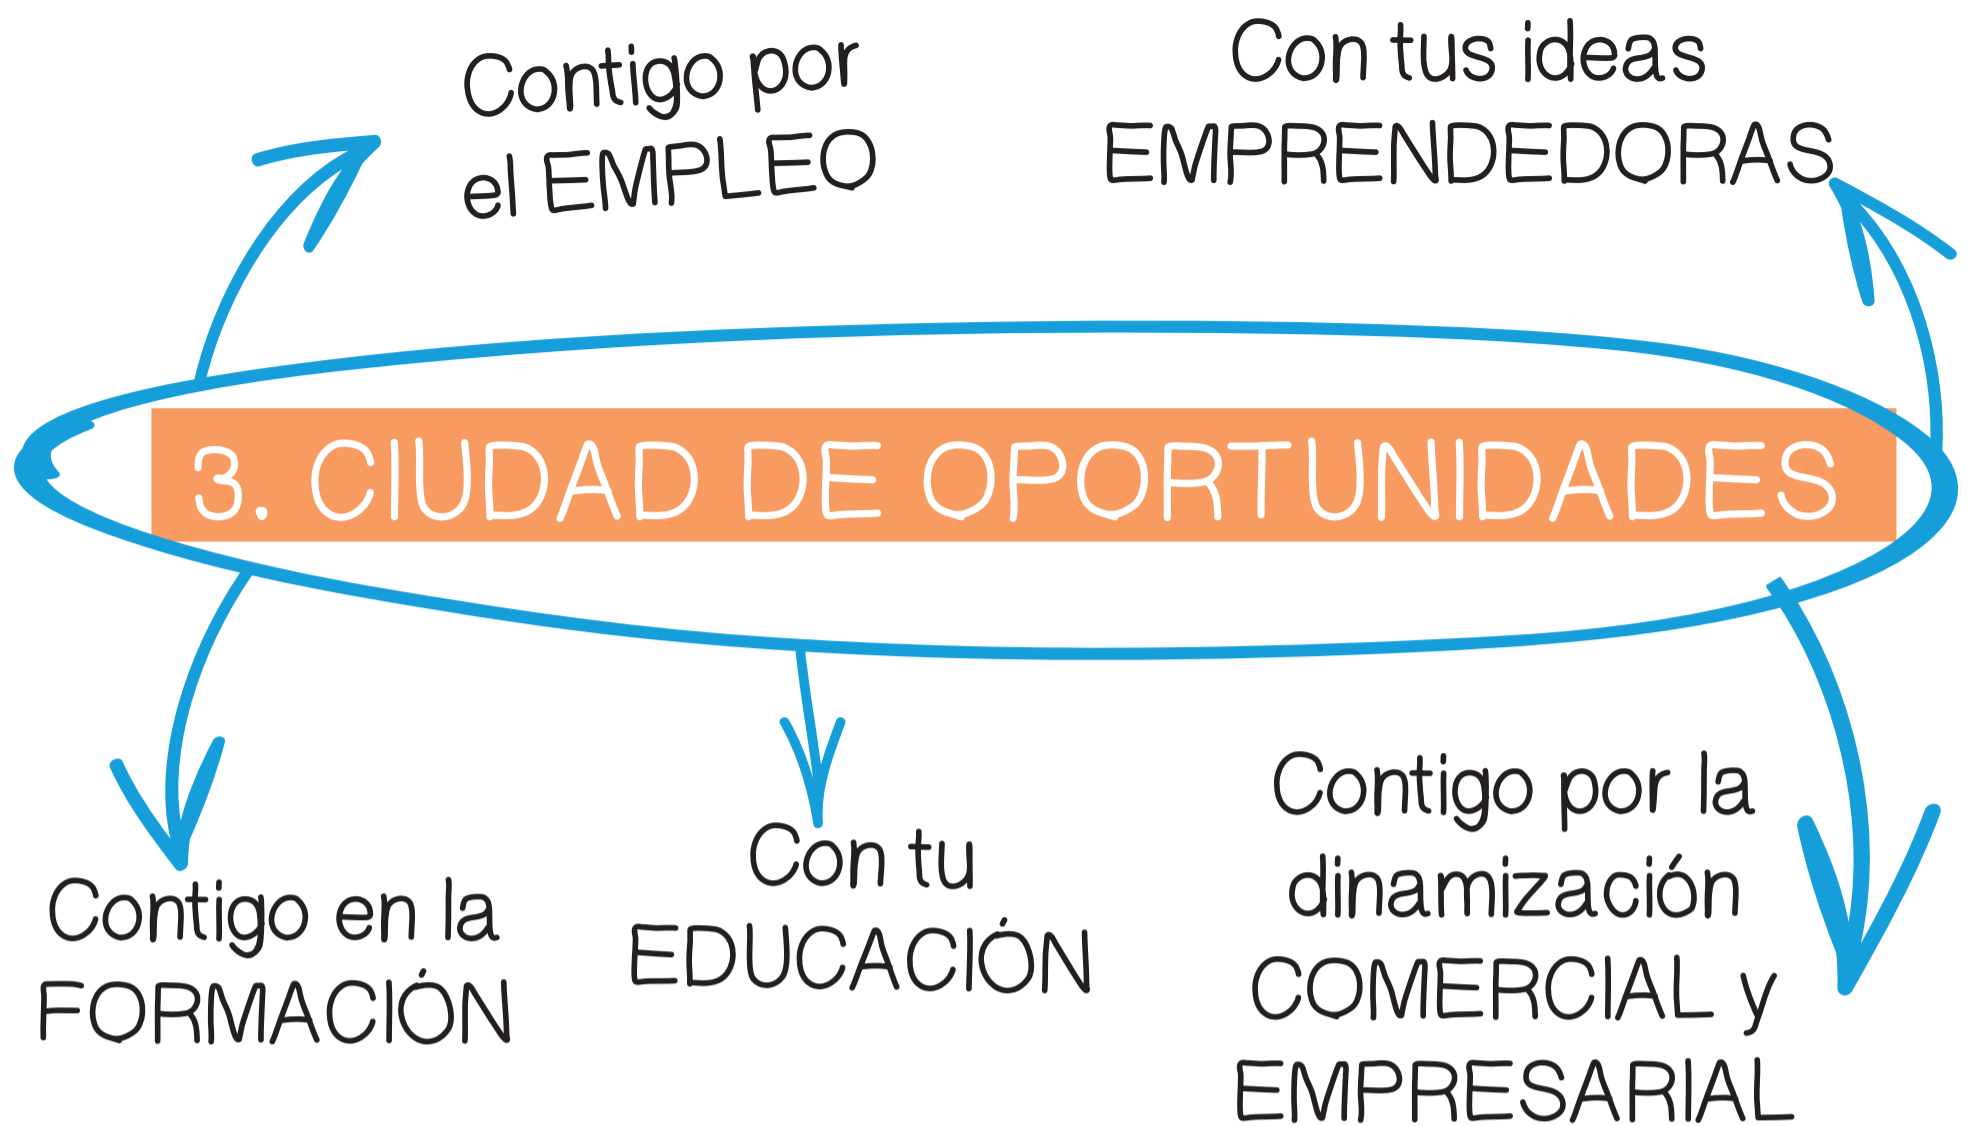 Contigo por
el EMPLEO
Con tus ideas
EMPRENDEDORAS
3. CIUDAD DE OPORTUNIDADES
Contigo en la
FORMACIÓN
Con tu
EDUCACIÓN
Contigo por la
dinamización
COMERCIAL y
EMPRESARIAL